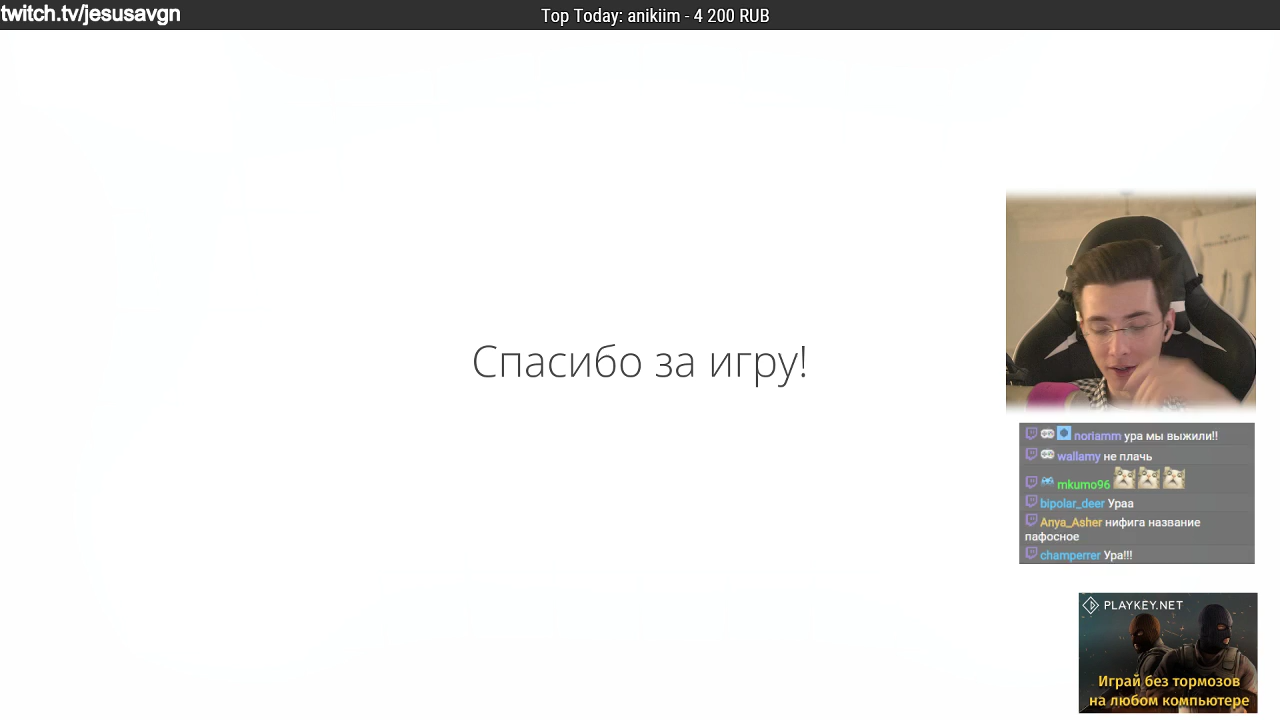 twitch.tv/jesusavgn
Top Today: anikiim - 4 200 RUB
Спасибо за игру!
noriamm ура мы выжили!!
wallamy не плачь
mkumo96
bipolar_deer Ураа
Anya_Asher нифига название
пафосное
champerrer Ура!!!
PLAYKEY.NET
Играй без тормозов
на любом компьютере